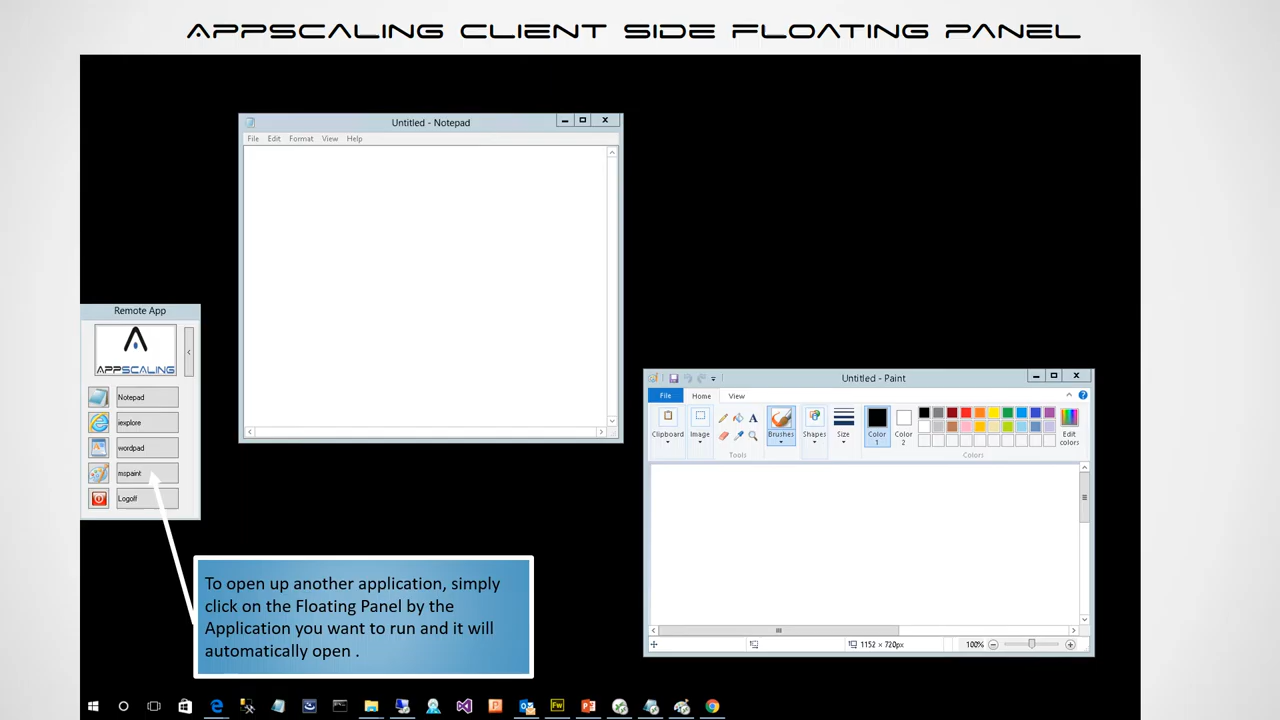 APPSCALING CLIENT SIDE FLOATING PANEL
Untitled - Notepad
File Edit Format View Help
Remote App
APPSCALING
Notepad
iexplore
wordpad
mspaint
Logoff
Untitled - Paint
File Home View
Clipboard Image Tools Brushes Shapes Size Color 1 Color 2 Colors Edit colors
1152 × 720px 100%
To open up another application, simply
click on the Floating Panel by the
Application you want to run and it will
automatically open .